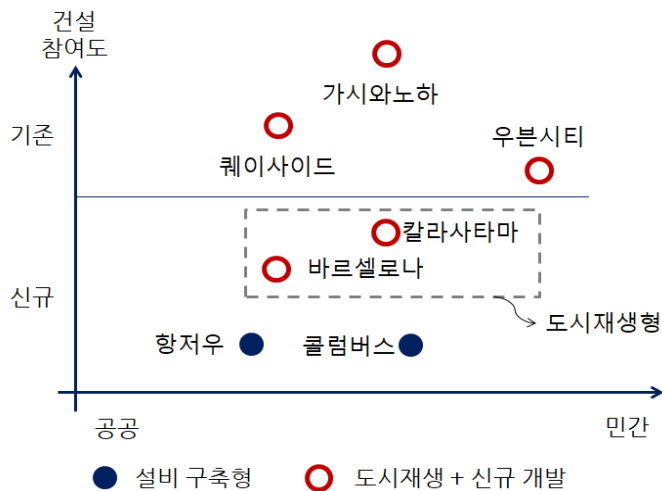 건설
참여도
가시와노하
기존
우븐시티
퀘이사이드
칼라사타마
바르셀로나
신규
도시재생형
항저우
콜럼버스
공공
민간
설비 구축형
도시재생 + 신규 개발